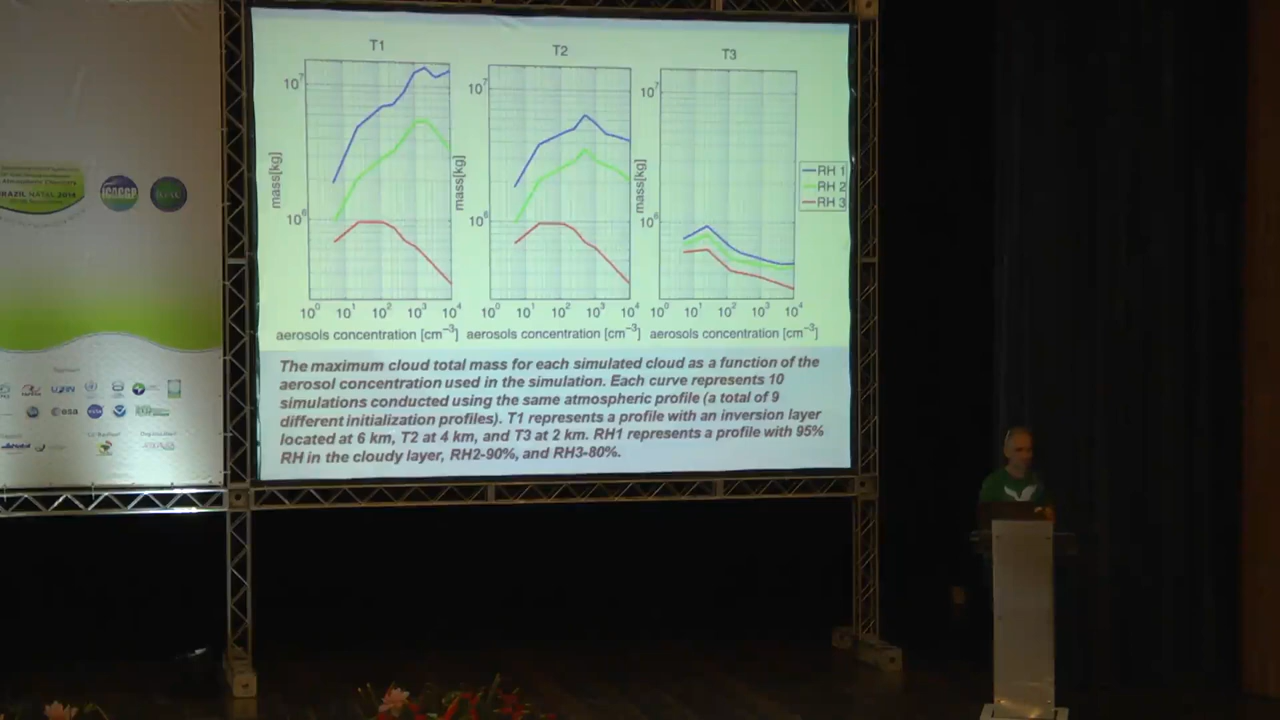 T1
T2
T3
10⁷
10⁶
mass[kg]
10⁰ 10¹ 10² 10³ 10⁴
aerosols concentration [cm⁻³]
10⁷
10⁶
mass[kg]
10⁰ 10¹ 10² 10³ 10⁴
aerosols concentration [cm⁻³]
10⁷
10⁶
mass[kg]
10⁰ 10¹ 10² 10³ 10⁴
aerosols concentration [cm⁻³]
RH 1
RH 2
RH 3
The maximum cloud total mass for each simulated cloud as a function of the
aerosol concentration used in the simulation. Each curve represents 10
simulations conducted using the same atmospheric profile (a total of 9
different initialization profiles). T1 represents a profile with an inversion layer
located at 6 km, T2 at 4 km, and T3 at 2 km. RH1 represents a profile with 95%
RH in the cloudy layer, RH2-90%, and RH3-80%.
NATAL 2014
esa